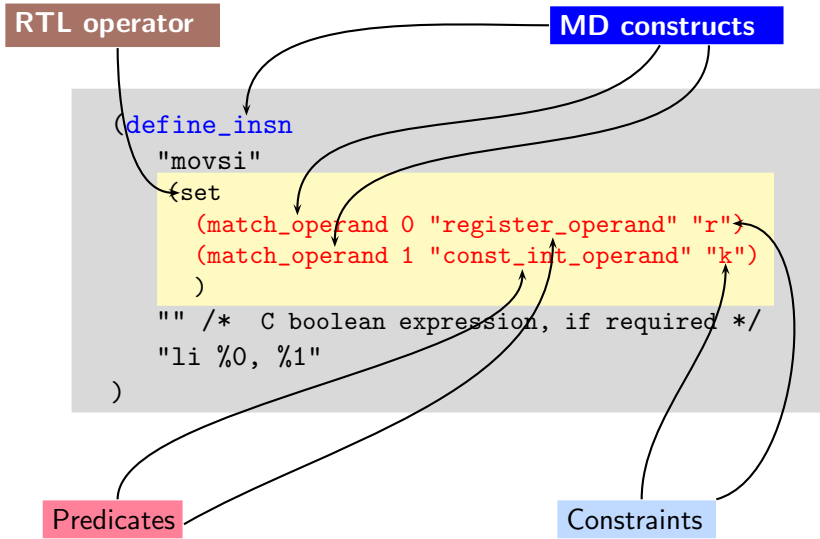 RTL operator
MD constructs
(define_insn
"movsi"
(set
(match_operand 0 "register_operand" "r")
(match_operand 1 "const_int_operand" "k")
)
"" /* C boolean expression, if required */
"li %0, %1"
)
Predicates
Constraints